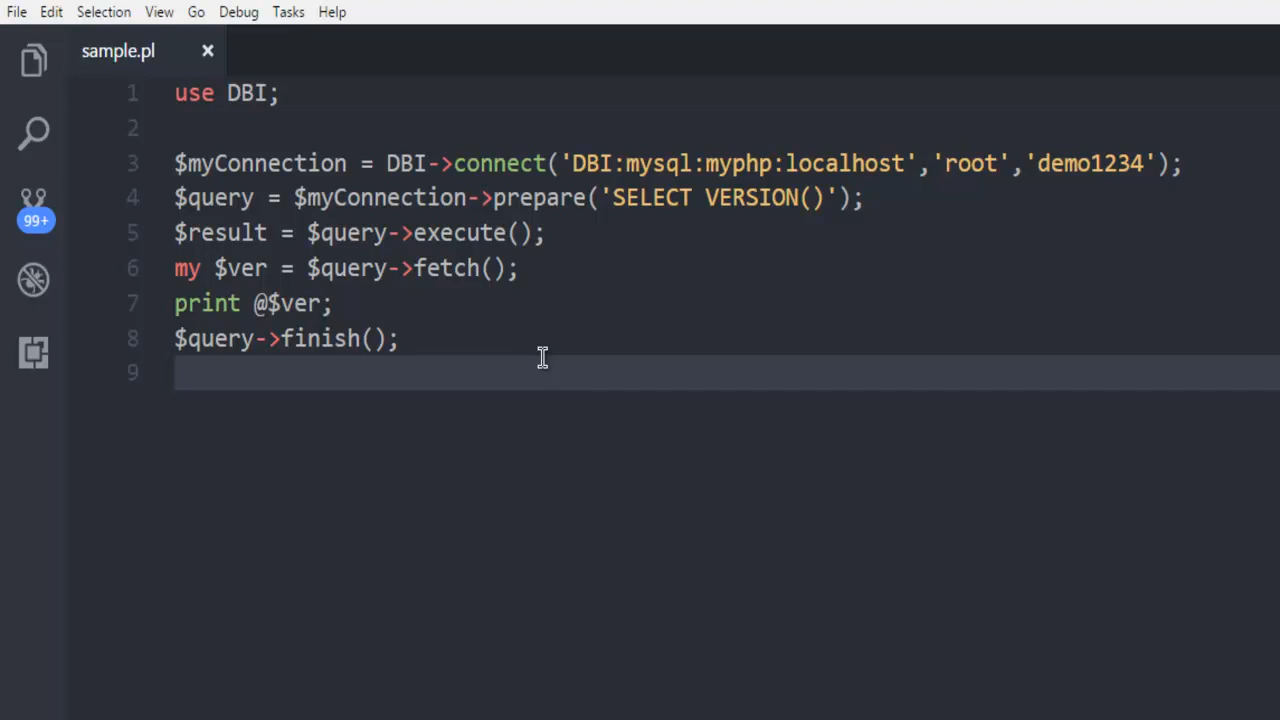 File Edit Selection View Go Debug Tasks Help
sample.pl ×
1 use DBI;
2
3 $myConnection = DBI->connect('DBI:mysql:myphp:localhost','root','demo1234');
4 $query = $myConnection->prepare('SELECT VERSION()');
5 $result = $query->execute();
6 my $ver = $query->fetch();
7 print @$ver;
8 $query->finish();
9
99+